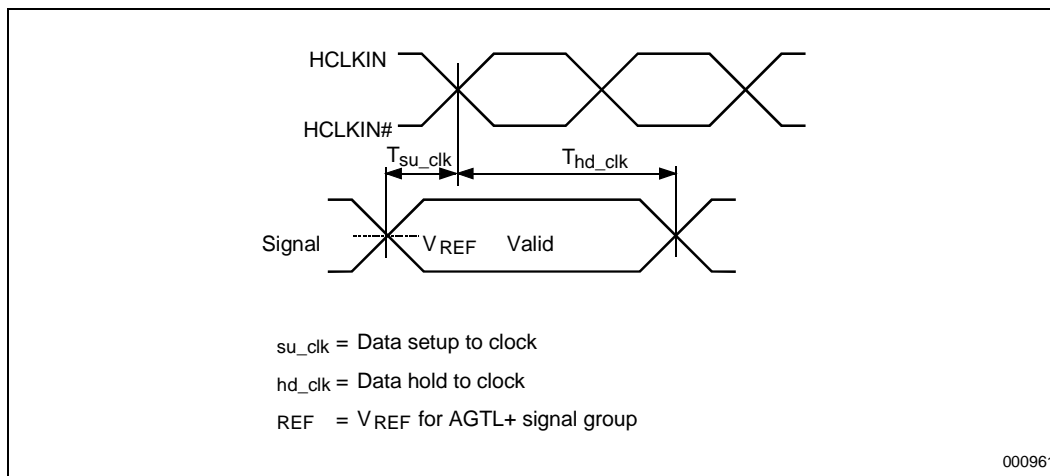 HCLKIN
HCLKIN#
Tsu_clk
Thd_clk
Signal
VREF
Valid
su_clk = Data setup to clock
hd_clk = Data hold to clock
REF = VREF for AGTL+ signal group
000961